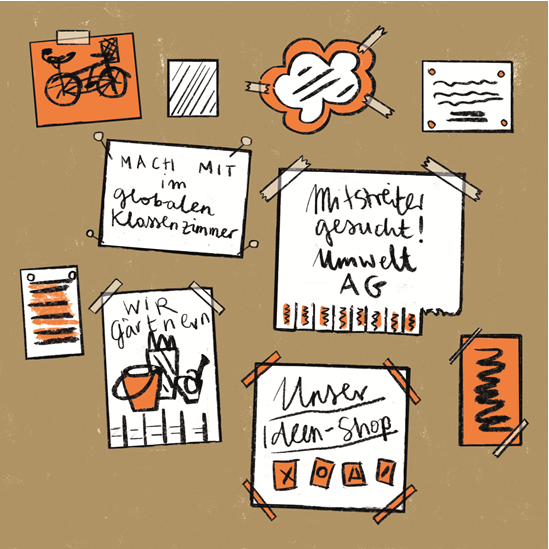 MACH MIT
im
globalen
Klassenzimmer
Mitstreiter
gesucht!
Umwelt
AG
WIR
gärtnern
Unser
Ideen-Shop